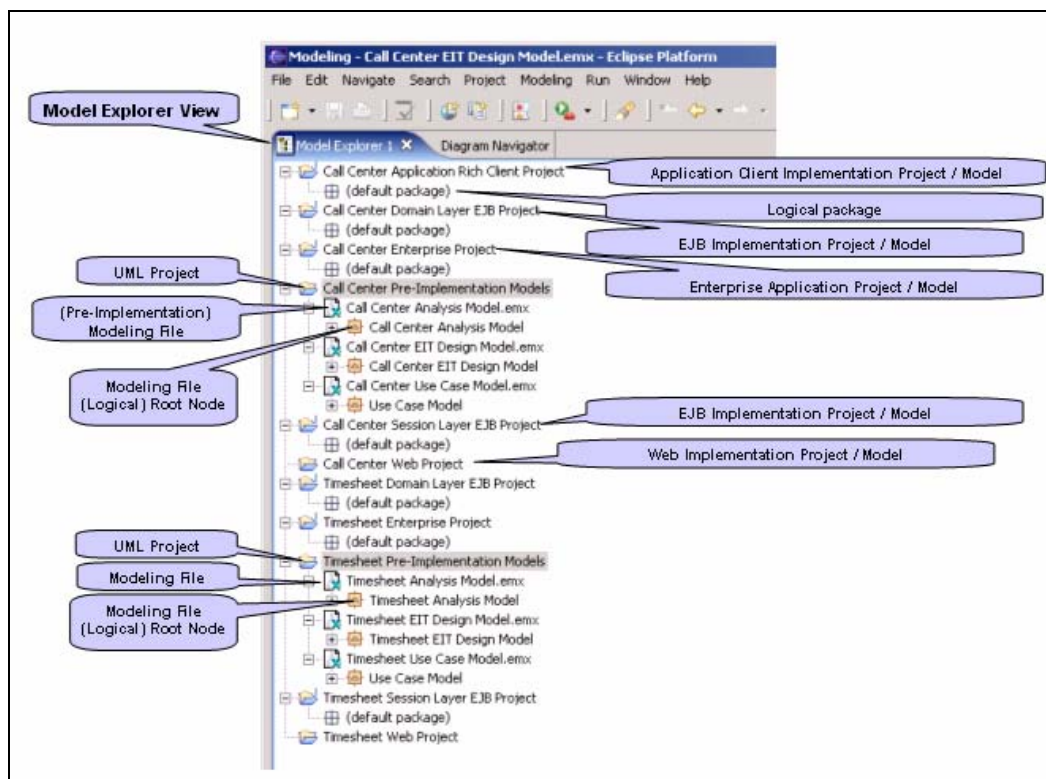 Modeling - Call Center EIT Design Model.emx - Eclipse Platform
File Edit Navigate Search Project Modeling Run Window Help
Model Explorer View
Model Explorer 1 Diagram Navigator
Call Center Application Rich Client Project
Application Client Implementation Project / Model
(default package)
Logical package
Call Center Domain Layer EJB Project
(default package)
EJB Implementation Project / Model
Call Center Enterprise Project
(default package)
UML Project
Enterprise Application Project / Model
Call Center Pre-Implementation Models
(Pre-Implementation)
Modeling File
Call Center Analysis Model.emx
Call Center Analysis Model
Call Center EIT Design Model.emx
Call Center EIT Design Model
Modeling File
(Logical) Root Node
Call Center Use Case Model.emx
Use Case Model
EJB Implementation Project / Model
Call Center Session Layer EJB Project
(default package)
Web Implementation Project / Model
Call Center Web Project
Timesheet Domain Layer EJB Project
(default package)
Timesheet Enterprise Project
(default package)
UML Project
Timesheet Pre-Implementation Models
Modeling File
Timesheet Analysis Model.emx
Timesheet Analysis Model
Modeling File
(Logical) Root Node
Timesheet EIT Design Model.emx
Timesheet EIT Design Model
Timesheet Use Case Model.emx
Use Case Model
Timesheet Session Layer EJB Project
(default package)
Timesheet Web Project